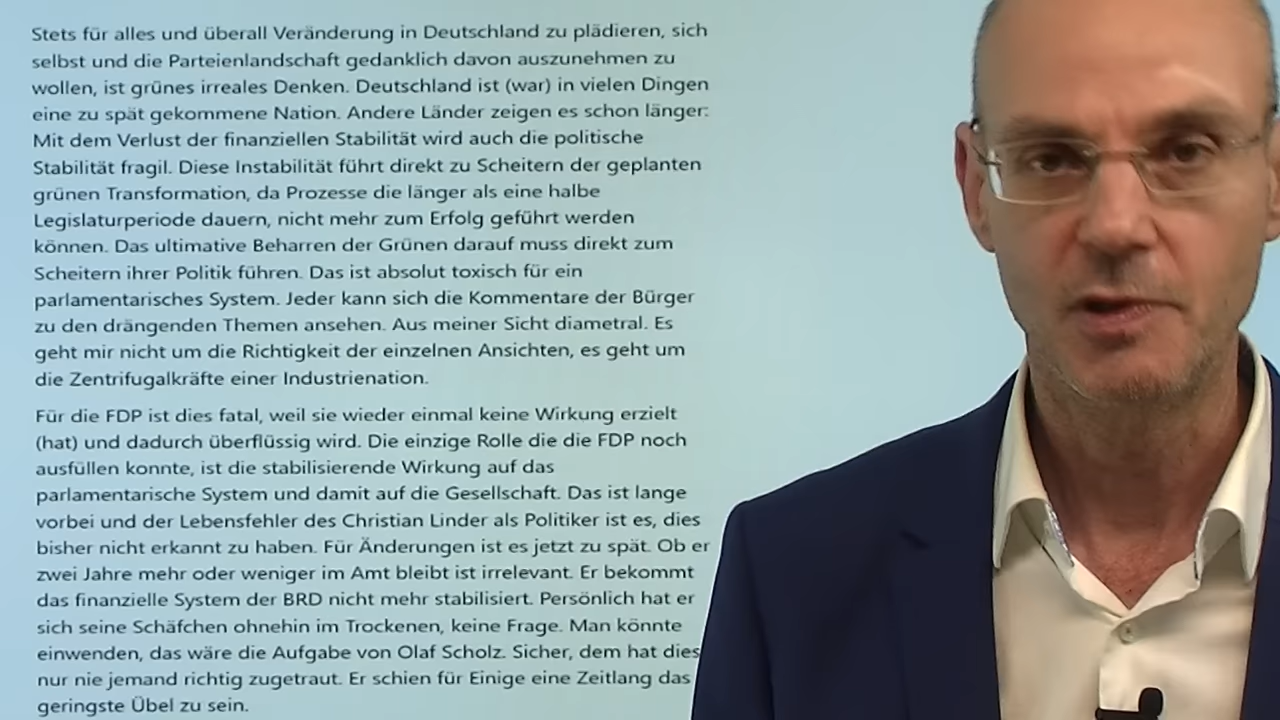 Stets für alles und überall Veränderung in Deutschland zu plädieren, sich
selbst und die Parteienlandschaft gedanklich davon auszunehmen zu
wollen, ist grünes irreales Denken. Deutschland ist (war) in vielen Dingen
eine zu spät gekommene Nation. Andere Länder zeigen es schon länger:
Mit dem Verlust der finanziellen Stabilität wird auch die politische
Stabilität fragil. Diese Instabilität führt direkt zu Scheitern der geplanten
grünen Transformation, da Prozesse die länger als eine halbe
Legislaturperiode dauern, nicht mehr zum Erfolg geführt werden
können. Das ultimative Beharren der Grünen darauf muss direkt zum
Scheitern ihrer Politik führen. Das ist absolut toxisch für ein
parlamentarisches System. Jeder kann sich die Kommentare der Bürger
zu den drängenden Themen ansehen. Aus meiner Sicht diametral. Es
geht mir nicht um die Richtigkeit der einzelnen Ansichten, es geht um
die Zentrifugalkräfte einer Industrienation.
Für die FDP ist dies fatal, weil sie wieder einmal keine Wirkung erzielt
(hat) und dadurch überflüssig wird. Die einzige Rolle die die FDP noch
ausfüllen konnte, ist die stabilisierende Wirkung auf das
parlamentarische System und damit auf die Gesellschaft. Das ist lange
vorbei und der Lebensfehler des Christian Linder als Politiker ist es, dies
bisher nicht erkannt zu haben. Für Änderungen ist es jetzt zu spät. Ob er
zwei Jahre mehr oder weniger im Amt bleibt ist irrelevant. Er bekommt
das finanzielle System der BRD nicht mehr stabilisiert. Persönlich hat er
sich seine Schäfchen ohnehin im Trockenen, keine Frage. Man könnte
einwenden, das wäre die Aufgabe von Olaf Scholz. Sicher, dem hat dies
nur nie jemand richtig zugetraut. Er schien für Einige eine Zeitlang das
geringste Übel zu sein.